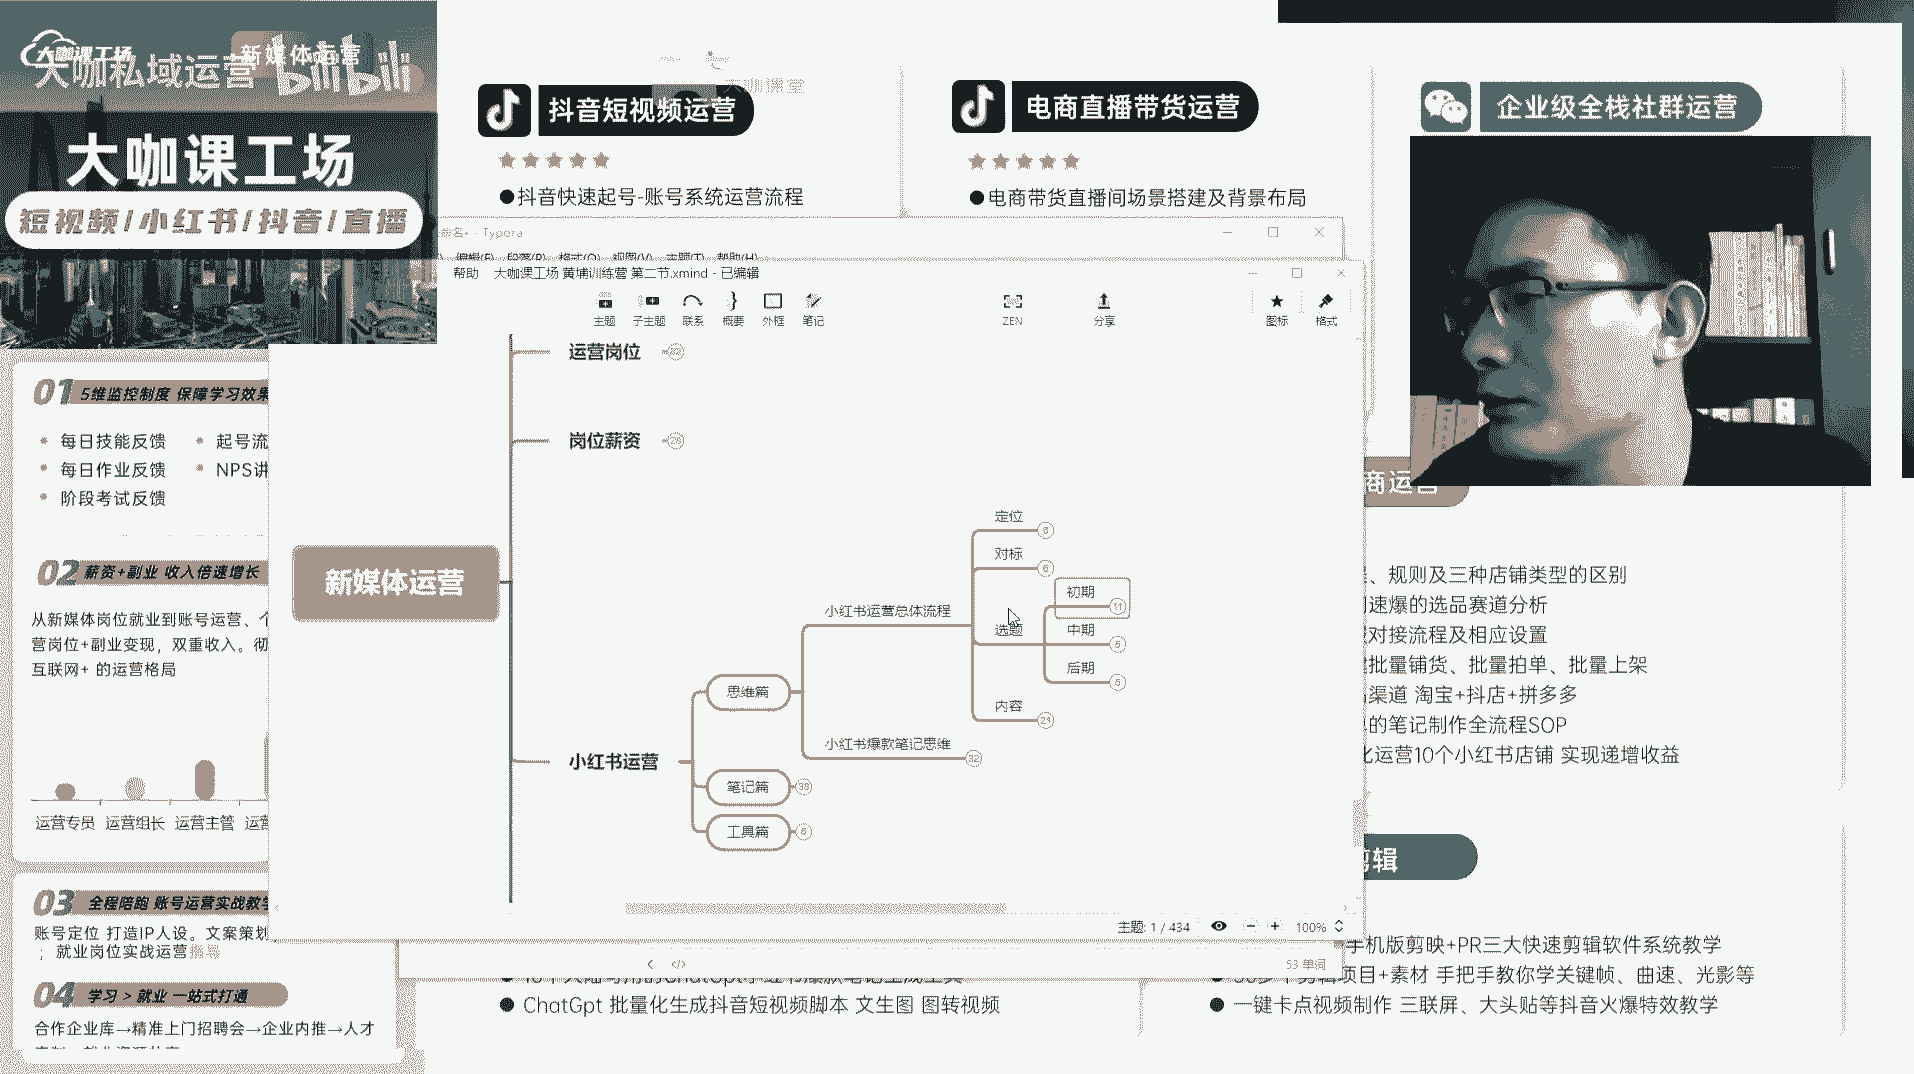 大咖课工场
新媒体运营
大咖私域运营 bilibili
大咖课工场
短视频/小红书/抖音/直播
大咖课堂
抖音短视频运营
●抖音快速起号-账号系统运营流程
电商直播带货运营
●电商带货直播间场景搭建及背景布局
企业级全栈社群运营
01 5维监控制度 保障学习效果
每日技能反馈
起号流
每日作业反馈
NPS讲
阶段考试反馈
02 薪资+副业 收入倍速增长
从新媒体岗位就业到账号运营、个
营岗位+副业变现，双重收入。彻
互联网+ 的运营格局
运营专员 运营组长 运营主管 运营
03 全程陪跑 账号运营实战教学
账号定位 打造IP人设。文案策划
；就业岗位实战运营指导
04 学习 > 就业 一站式打通
合作企业库→精准上门招聘会→企业内推→人才
命名• - Typora
编辑(E) 段落(P) 格式(O) 视图(V) 主题(T) 帮助(H)
帮助 大咖课工场 黄埔训练营 第二节.xmind - 已编辑
主题 子主题 联系 概要 外框 笔记 ZEN 分享 图标 格式
运营岗位
岗位薪资 28
新媒体运营
小红书运营
思维篇
笔记篇 38
工具篇 6
小红书运营总体流程
小红书爆款笔记思维 32
定位 8
对标 6
选题
初期 11
中期 5
后期 5
内容 21
主题: 1 / 434
100%
53 单词
商运营
、规则及三种店铺类型的区别
速爆的选品赛道分析
对接流程及相应设置
批量铺货、批量拍单、批量上架
渠道 淘宝+抖店+拼多多
的笔记制作全流程SOP
化运营10个小红书店铺 实现递增收益
剪辑
手机版剪映+PR三大快速剪辑软件系统教学
项目+素材 手把手教你学关键帧、曲速、光影等
● 一键卡点视频制作 三联屏、大头贴等抖音火爆特效教学
● ChatGpt 批量化生成抖音短视频脚本 文生图 图转视频